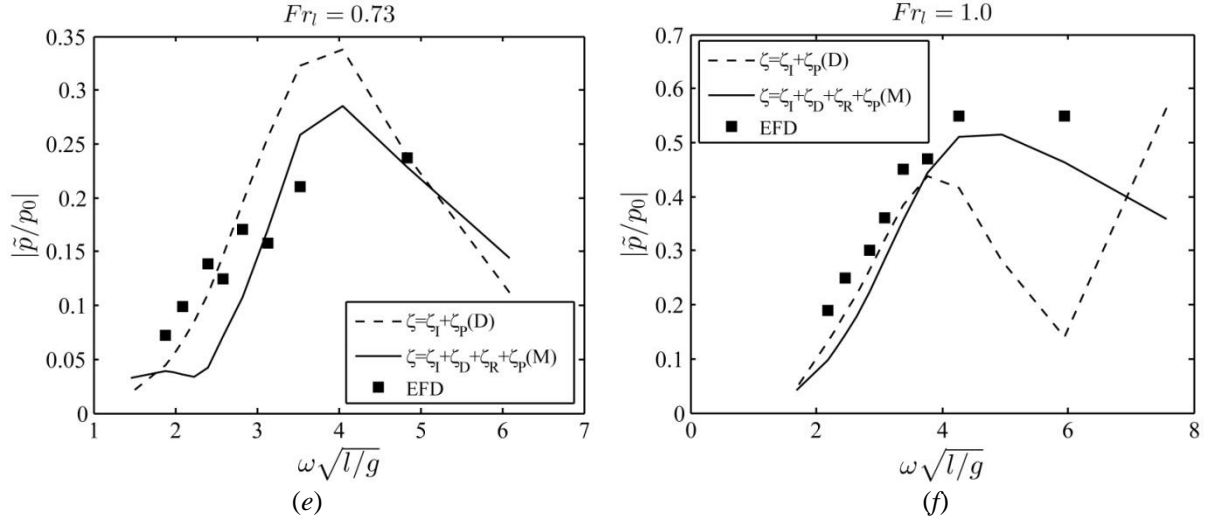 Fr_l = 0.73
0.35
0.3
0.25
0.2
0.15
0.1
0.05
0
|p̃/p₀|
ζ=ζ_I+ζ_P(D)
ζ=ζ_I+ζ_D+ζ_R+ζ_P(M)
EFD
1 2 3 4 5 6 7
ω√(l/g)
(e)
Fr_l = 1.0
0.7
0.6
0.5
0.4
0.3
0.2
0.1
0
|p̃/p₀|
ζ=ζ_I+ζ_P(D)
ζ=ζ_I+ζ_D+ζ_R+ζ_P(M)
EFD
0 2 4 6 8
ω√(l/g)
(f)